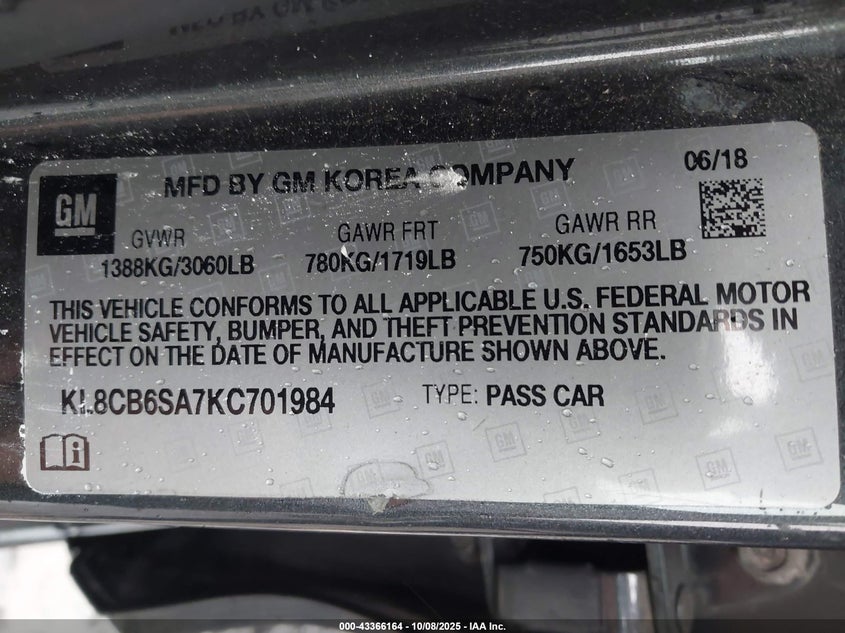 MFD BY GM KOREA COMPANY
06/18
GM
GVWR
1388KG/3060LB
GAWR FRT
780KG/1719LB
GAWR RR
750KG/1653LB
THIS VEHICLE CONFORMS TO ALL APPLICABLE U.S. FEDERAL MOTOR
VEHICLE SAFETY, BUMPER, AND THEFT PREVENTION STANDARDS IN
EFFECT ON THE DATE OF MANUFACTURE SHOWN ABOVE.
KL8CB6SA7KC701984
TYPE: PASS CAR
000-43366164 - 10/08/2025 - IAA Inc.